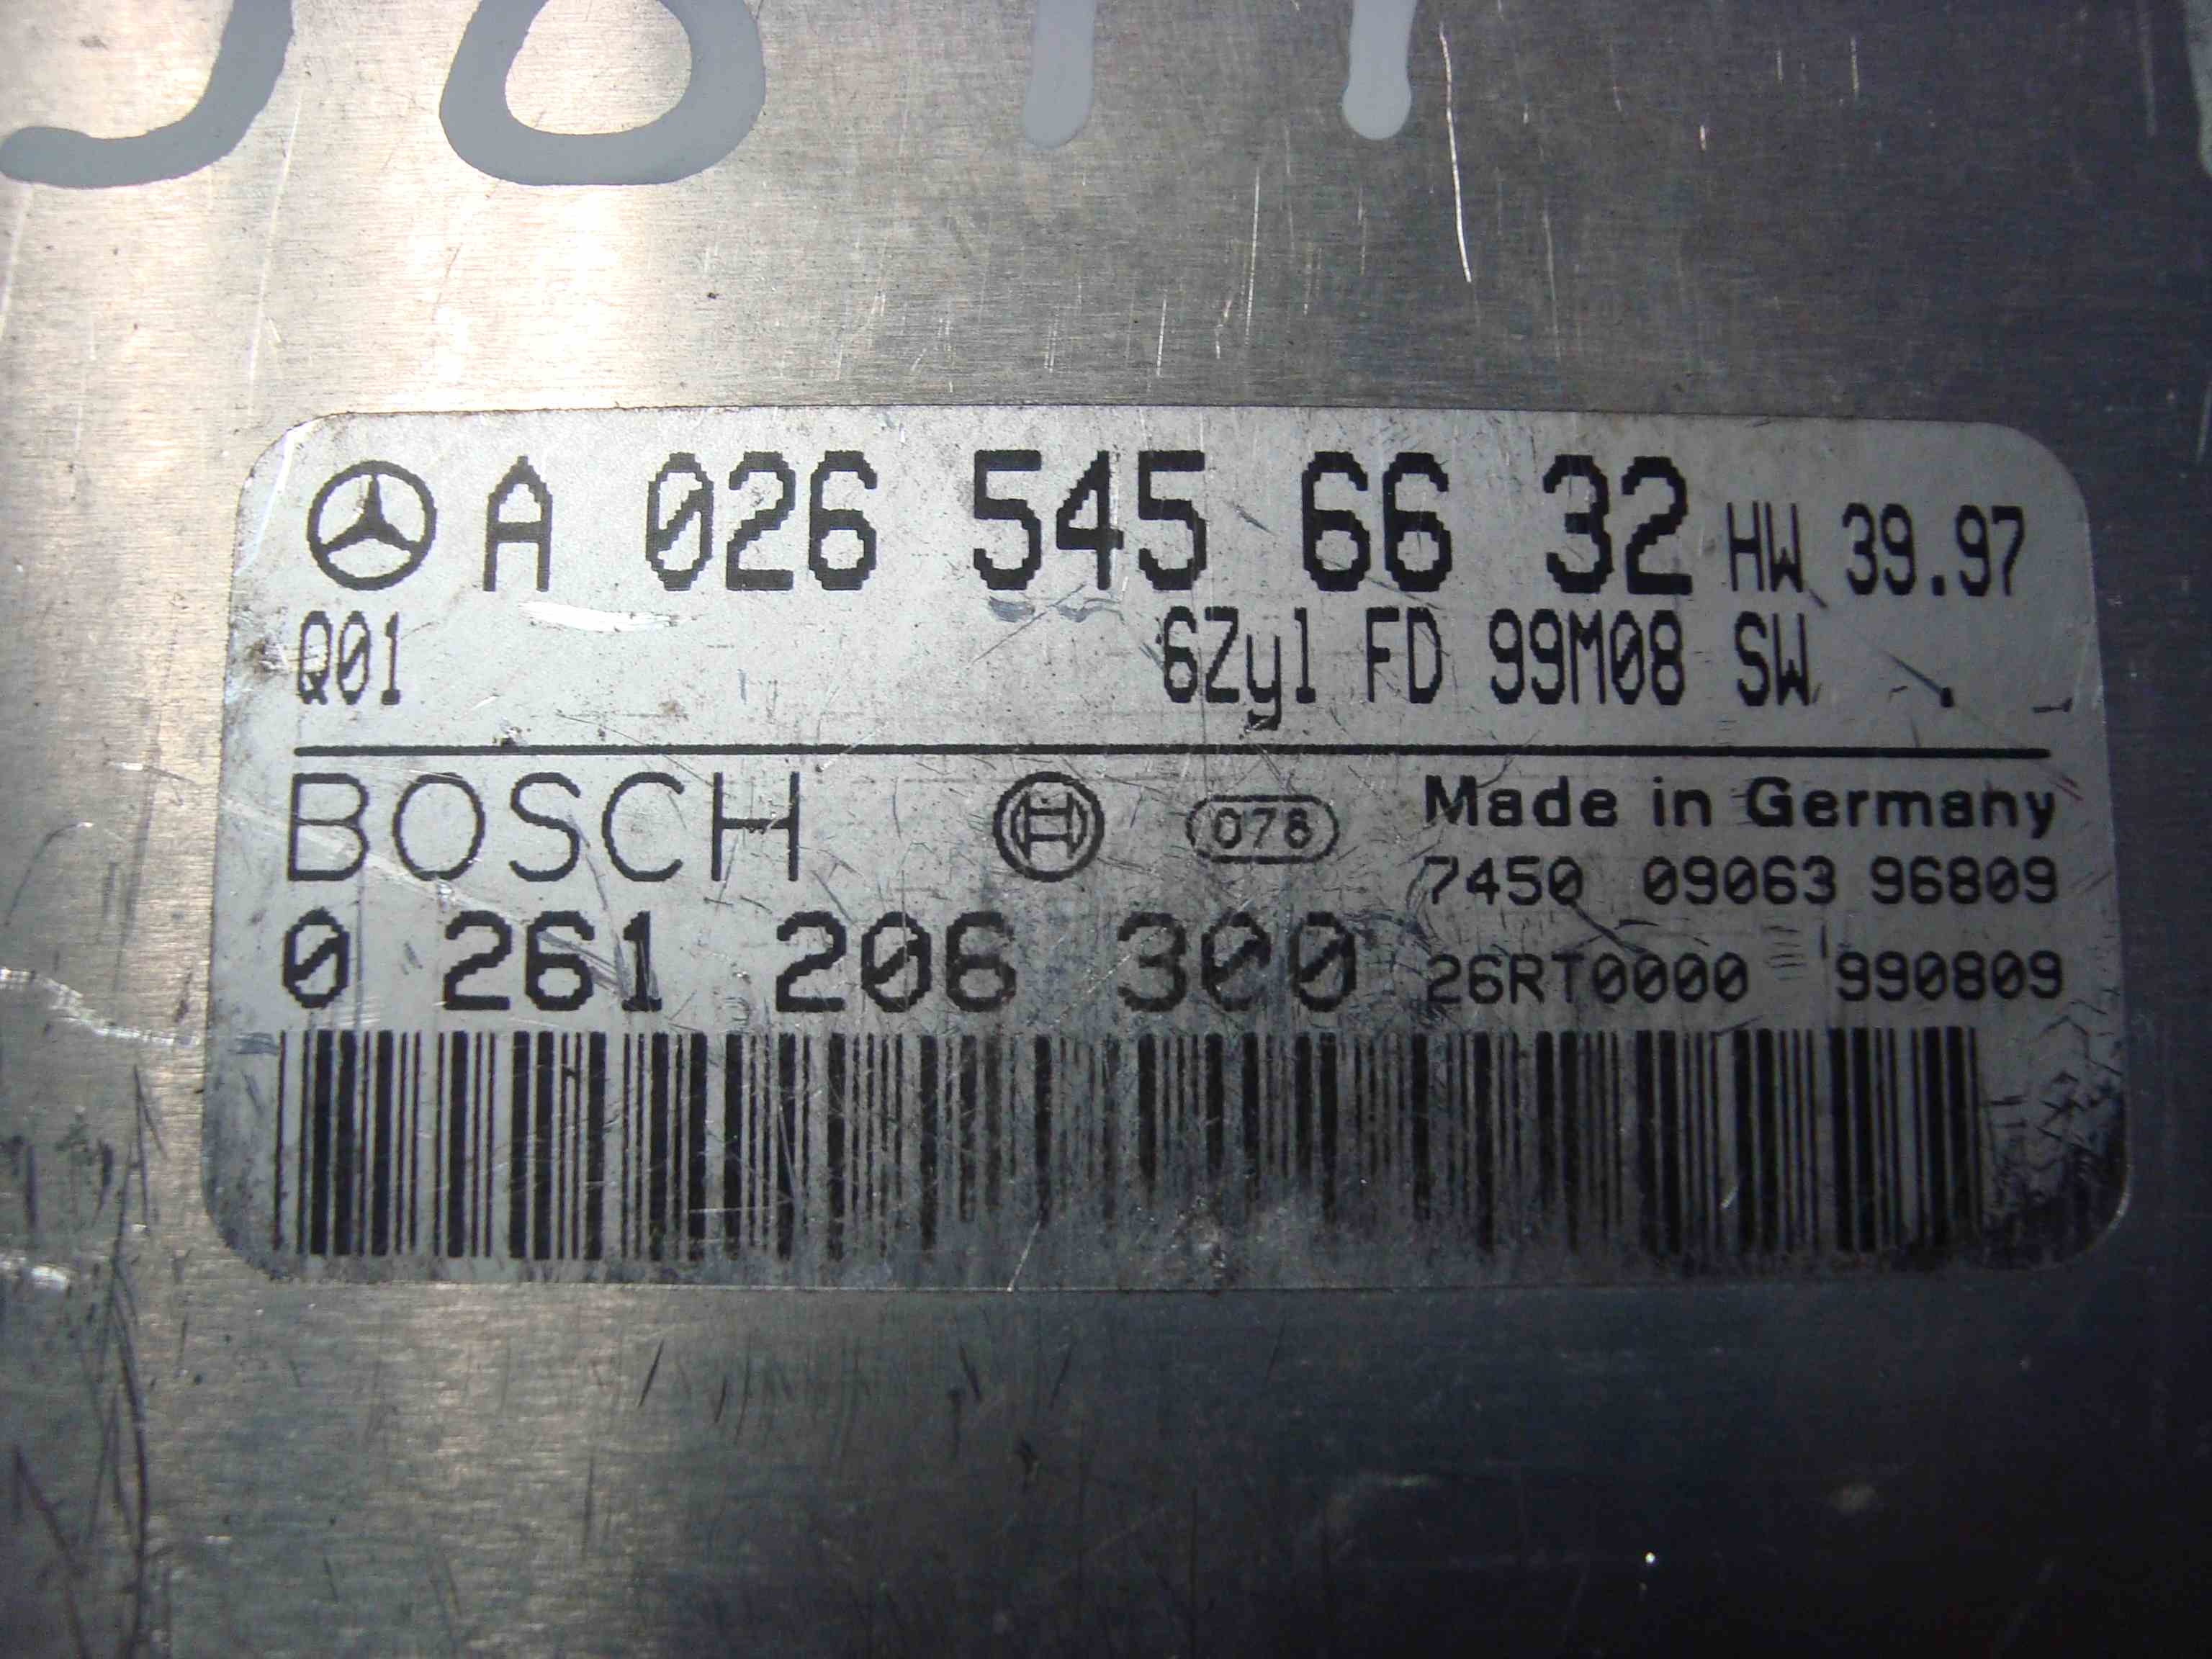 A 026 545 66 32 HW 39.97
Q01 6Zyl FD 99M08 SW .
BOSCH 078 Made in Germany
7450 09063 96809
0 261 206 300 26RT0000 990809